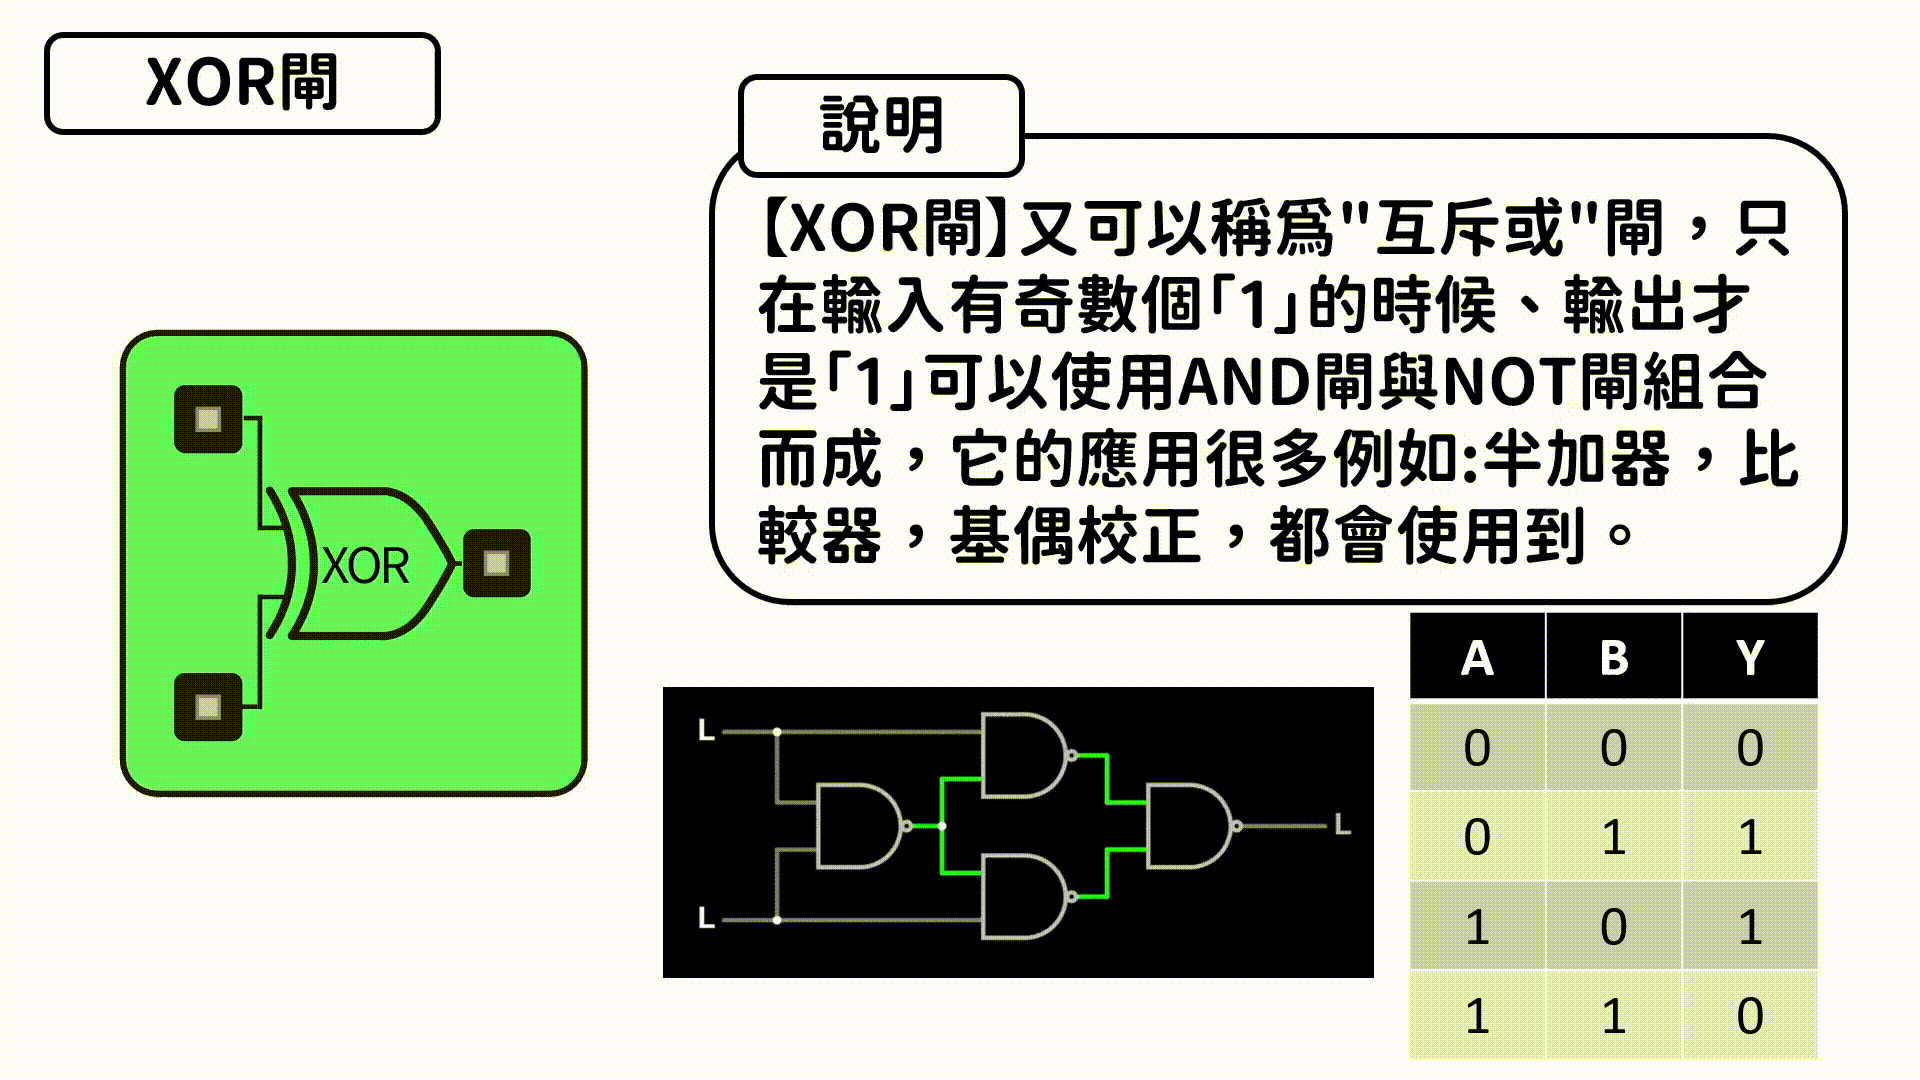 XOR閘
說明
【XOR閘】又可以稱為"互斥或"閘，只
在輸入有奇數個「1」的時候、輸出才
是「1」可以使用AND閘與NOT閘組合
而成，它的應用很多例如:半加器，比
較器，基偶校正，都會使用到。
XOR
L
L
L
A B Y
0 0 0
0 1 1
1 0 1
1 1 0